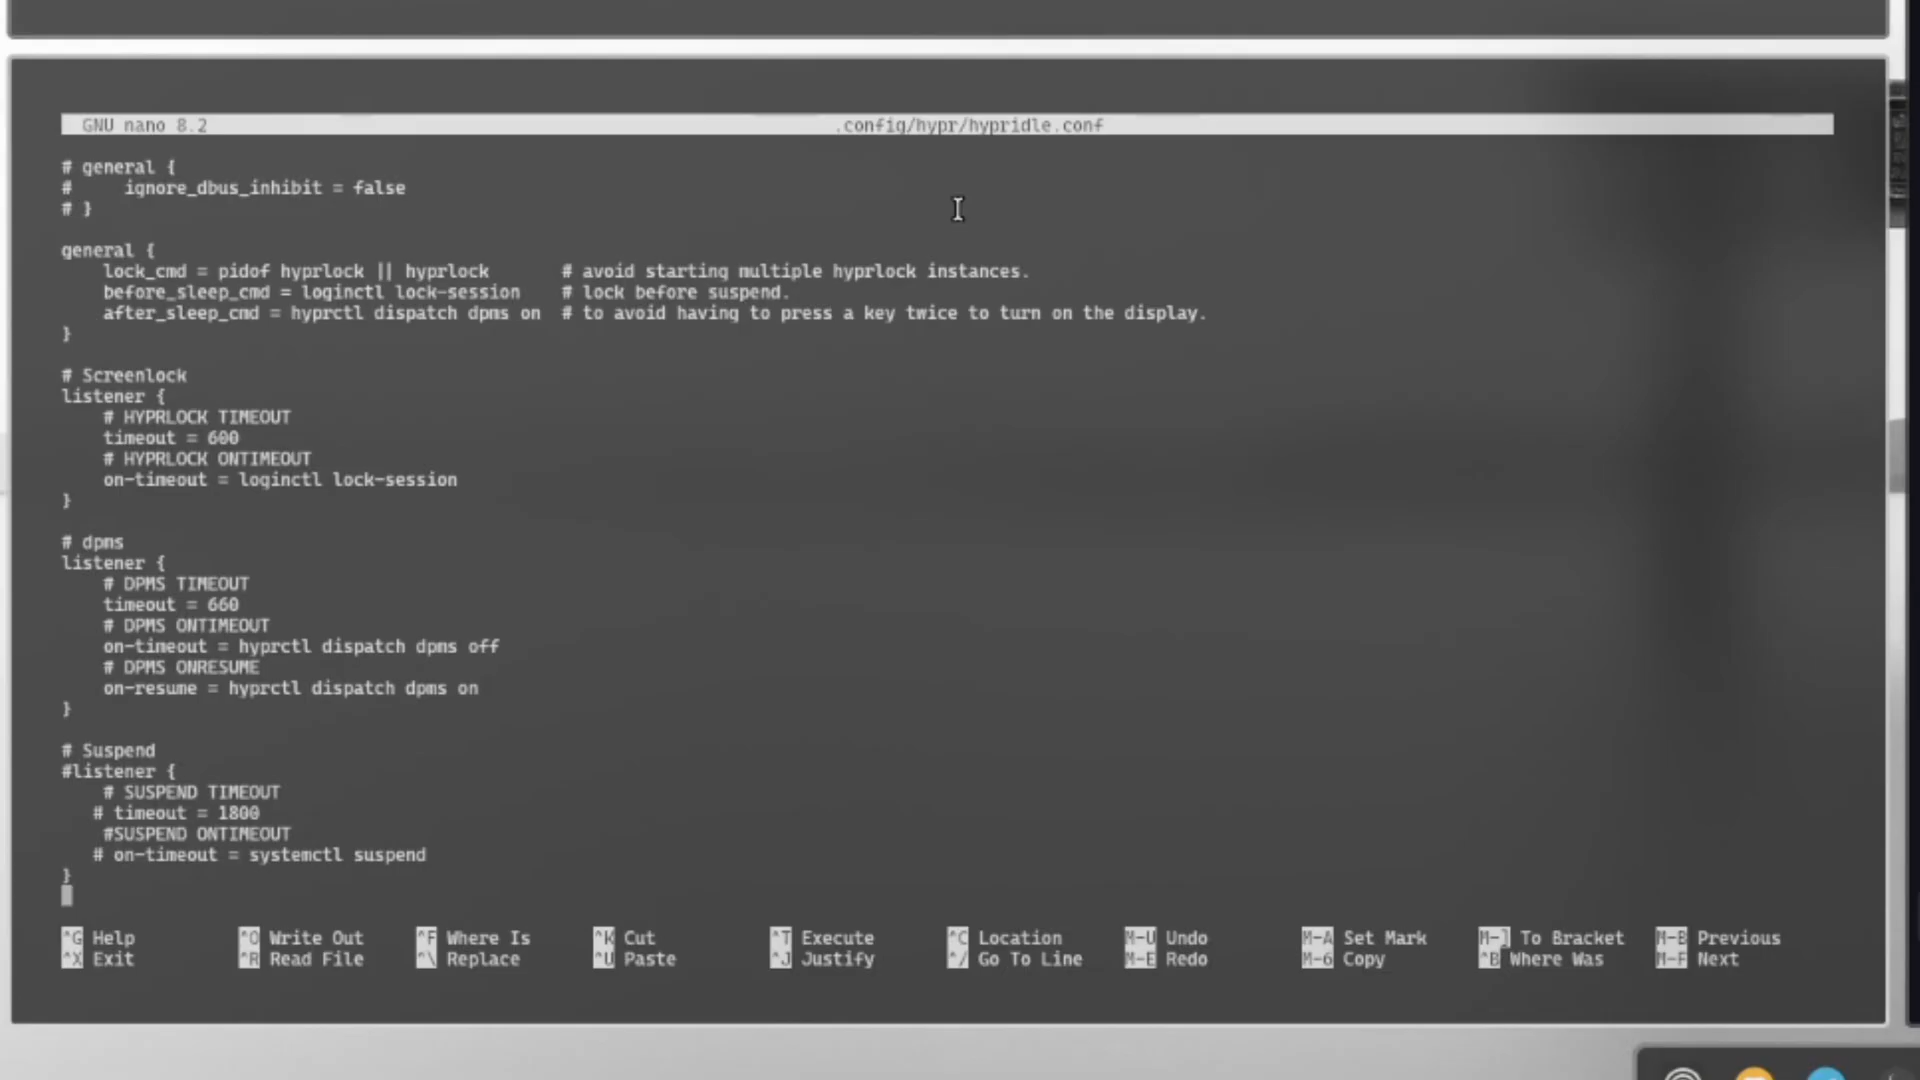 GNU nano 8.2 .config/hypr/hypridle.conf
# general {
#     ignore_dbus_inhibit = false
# }
general {
    lock_cmd = pidof hyprlock || hyprlock       # avoid starting multiple hyprlock instances.
    before_sleep_cmd = loginctl lock-session    # lock before suspend.
    after_sleep_cmd = hyprctl dispatch dpms on  # to avoid having to press a key twice to turn on the display.
}
# Screenlock
listener {
    # HYPRLOCK TIMEOUT
    timeout = 600
    # HYPRLOCK ONTIMEOUT
    on-timeout = loginctl lock-session
}
# dpms
listener {
    # DPMS TIMEOUT
    timeout = 660
    # DPMS ONTIMEOUT
    on-timeout = hyprctl dispatch dpms off
    # DPMS ONRESUME
    on-resume = hyprctl dispatch dpms on
}
# Suspend
#listener {
    # SUSPEND TIMEOUT
   # timeout = 1800
    #SUSPEND ONTIMEOUT
   # on-timeout = systemctl suspend
}
^G Help ^O Write Out ^F Where Is ^K Cut ^T Execute ^C Location M-U Undo M-A Set Mark M-] To Bracket M-B Previous
^X Exit ^R Read File ^\ Replace ^U Paste ^J Justify ^/ Go To Line M-E Redo M-6 Copy ^B Where Was M-F Next